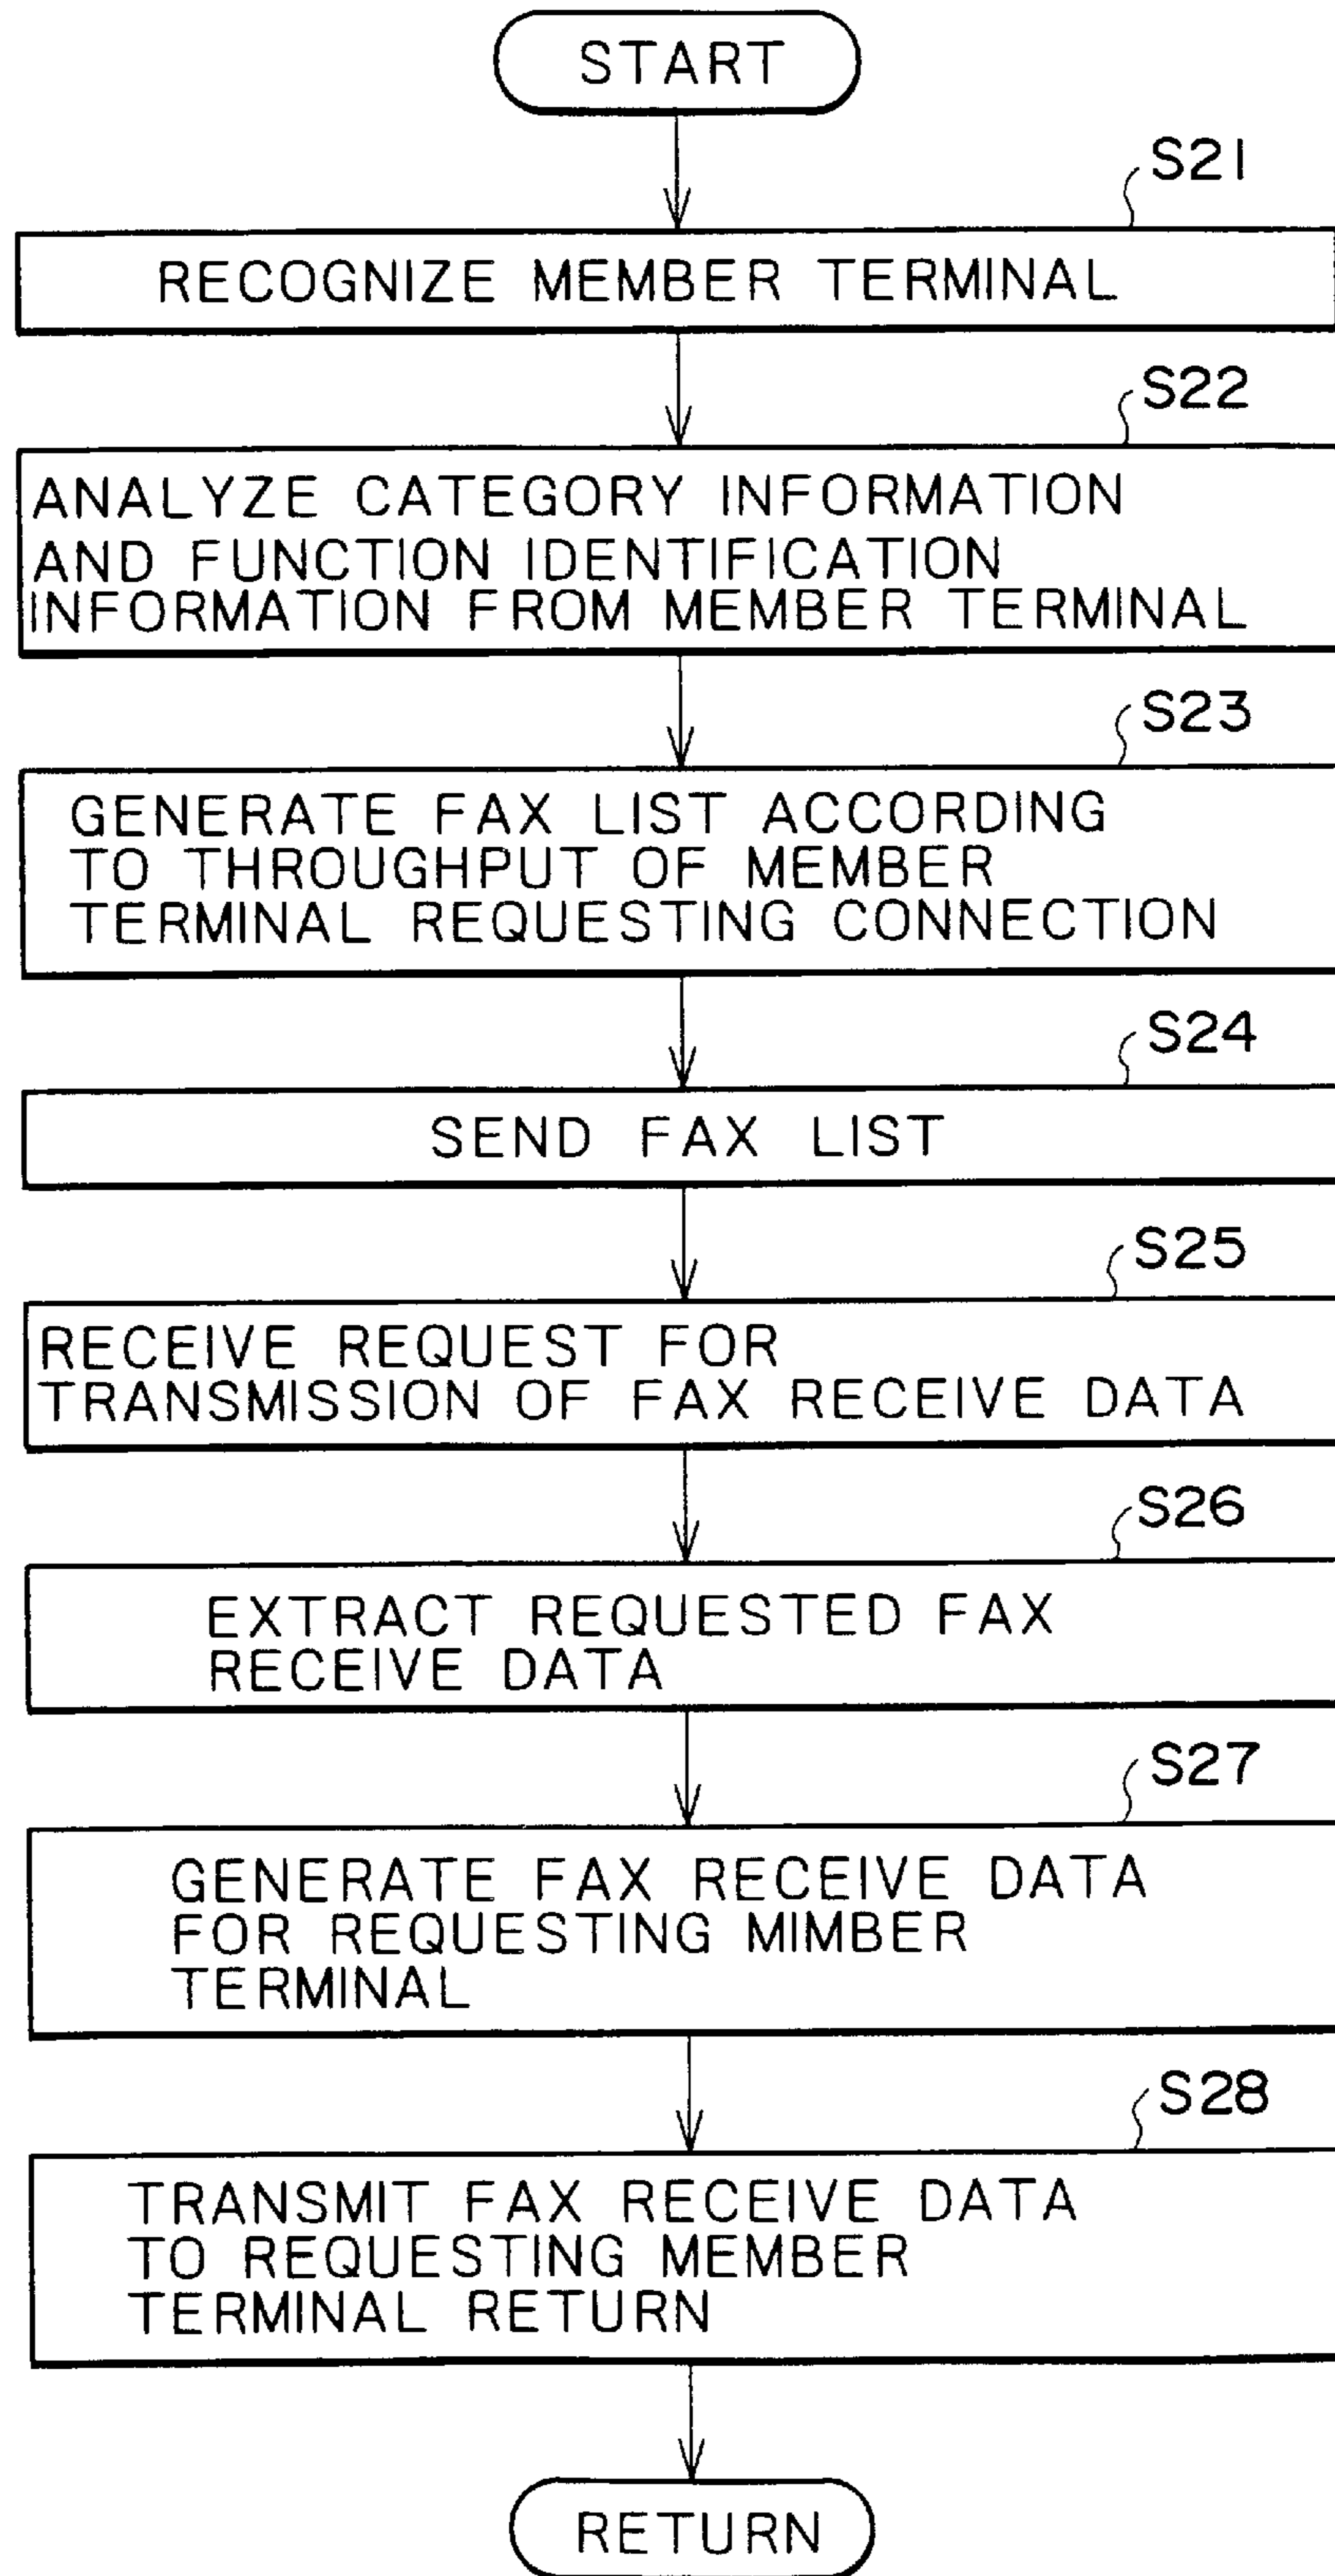 START
S21
RECOGNIZE MEMBER TERMINAL
S22
ANALYZE CATEGORY INFORMATION
AND FUNCTION IDENTIFICATION
INFORMATION FROM MEMBER TERMINAL
S23
GENERATE FAX LIST ACCORDING
TO THROUGHPUT OF MEMBER
TERMINAL REQUESTING CONNECTION
S24
SEND FAX LIST
S25
RECEIVE REQUEST FOR
TRANSMISSION OF FAX RECEIVE DATA
S26
EXTRACT REQUESTED FAX
RECEIVE DATA
S27
GENERATE FAX RECEIVE DATA
FOR REQUESTING MIMBER
TERMINAL
S28
TRANSMIT FAX RECEIVE DATA
TO REQUESTING MEMBER
TERMINAL RETURN
RETURN